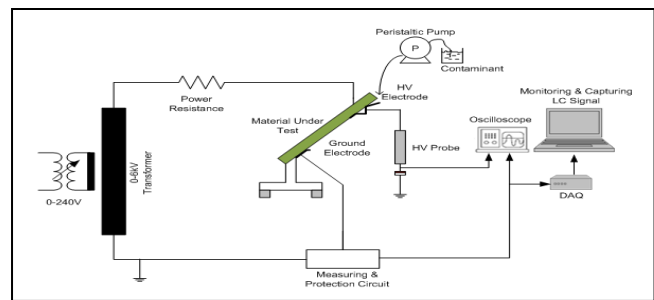 Peristaltic Pump
P
Contaminant
HV
Electrode
Power
Resistance
Material Under
Test
Ground
Electrode
HV Probe
Monitoring & Capturing
LC Signal
Oscilloscope
DAQ
0-6kV
Transformer
0-240V
Measuring &
Protection Circuit